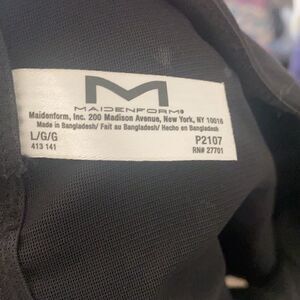 M
MAIDENFORM®
Maidenform, Inc. 200 Madison Avenue, New York, NY 10016
Made in Bangladesh/ Fait au Bangladesh/ Hecho en Bangladesh
L/G/G P2107
413 141 RN# 27701